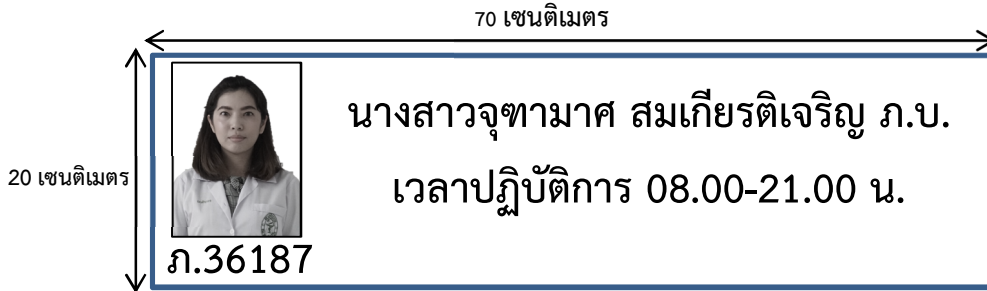 70 เซนติเมตร
20 เซนติเมตร
นางสาวจุฑามาศ สมเกียรติเจริญ ภ.บ.
เวลาปฏิบัติการ 08.00-21.00 น.
ภ.36187